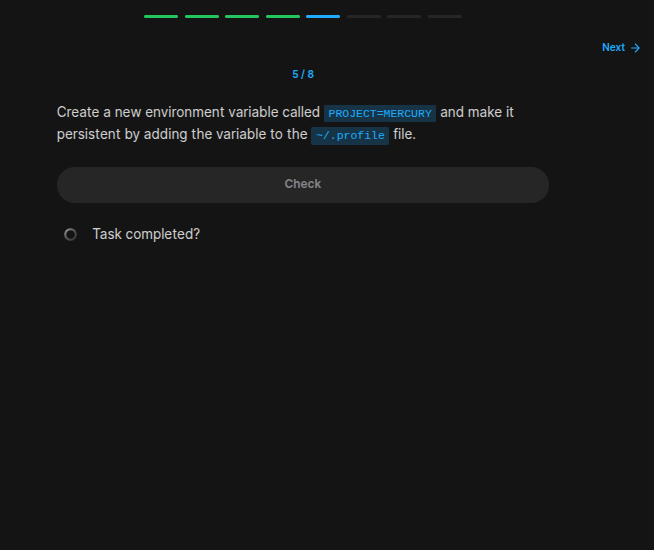 Next →
5 / 8
Create a new environment variable called PROJECT=MERCURY and make it
persistent by adding the variable to the ~/.profile file.
Check
Task completed?